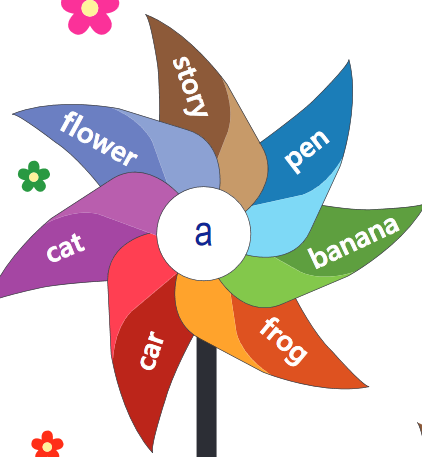 story
pen
banana
frog
car
cat
flower
a